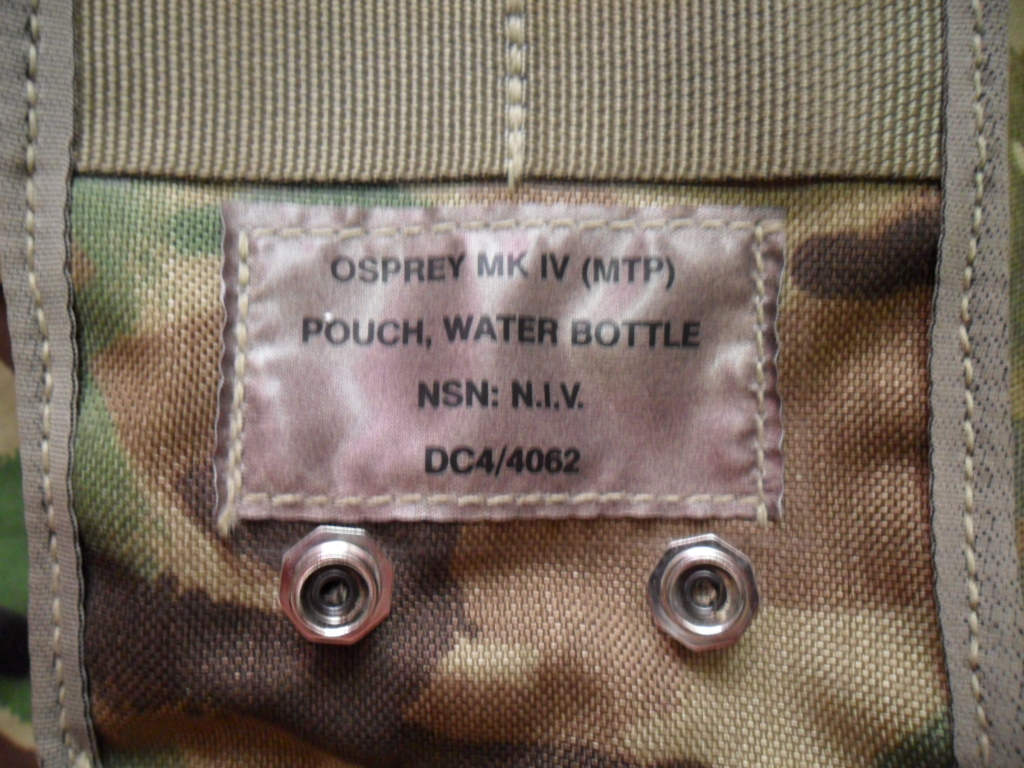 OSPREY MK IV (MTP)
POUCH, WATER BOTTLE
NSN: N.I.V.
DC4/4062